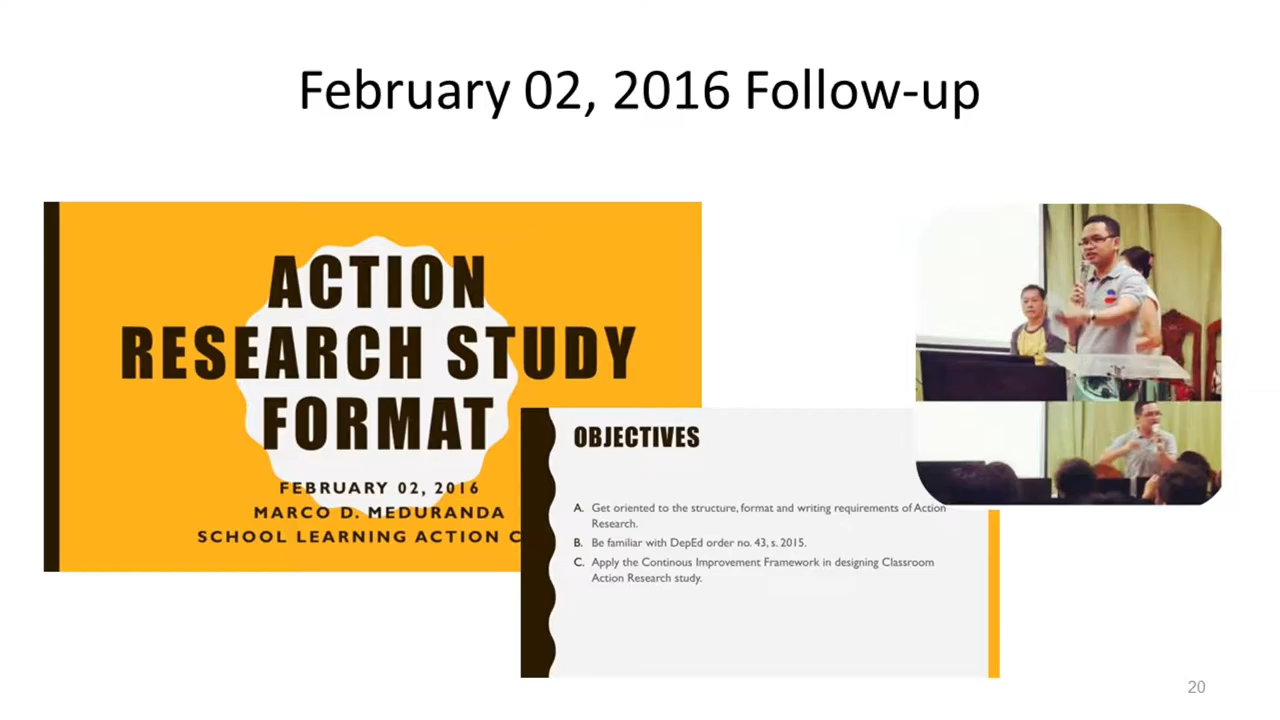 February 02, 2016 Follow-up
ACTION
RESEARCH STUDY
FORMAT
FEBRUARY 02, 2016
MARCO D. MEDURANDA
SCHOOL LEARNING ACTION C
OBJECTIVES
A. Get oriented to the structure, format and writing requirements of Action
Research.
B. Be familiar with DepEd order no. 43, s. 2015.
C. Apply the Continous Improvement Framework in designing Classroom
Action Research study.
20